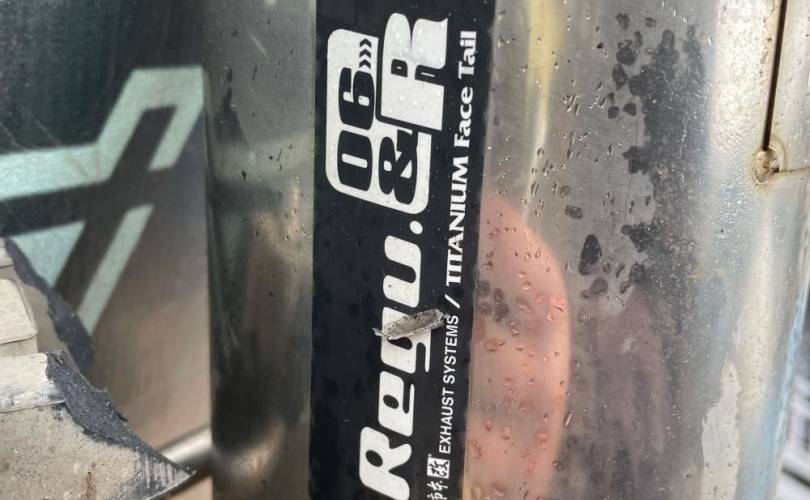 Regu.06
&R
EXHAUST SYSTEMS / TITANIUM Face Tail